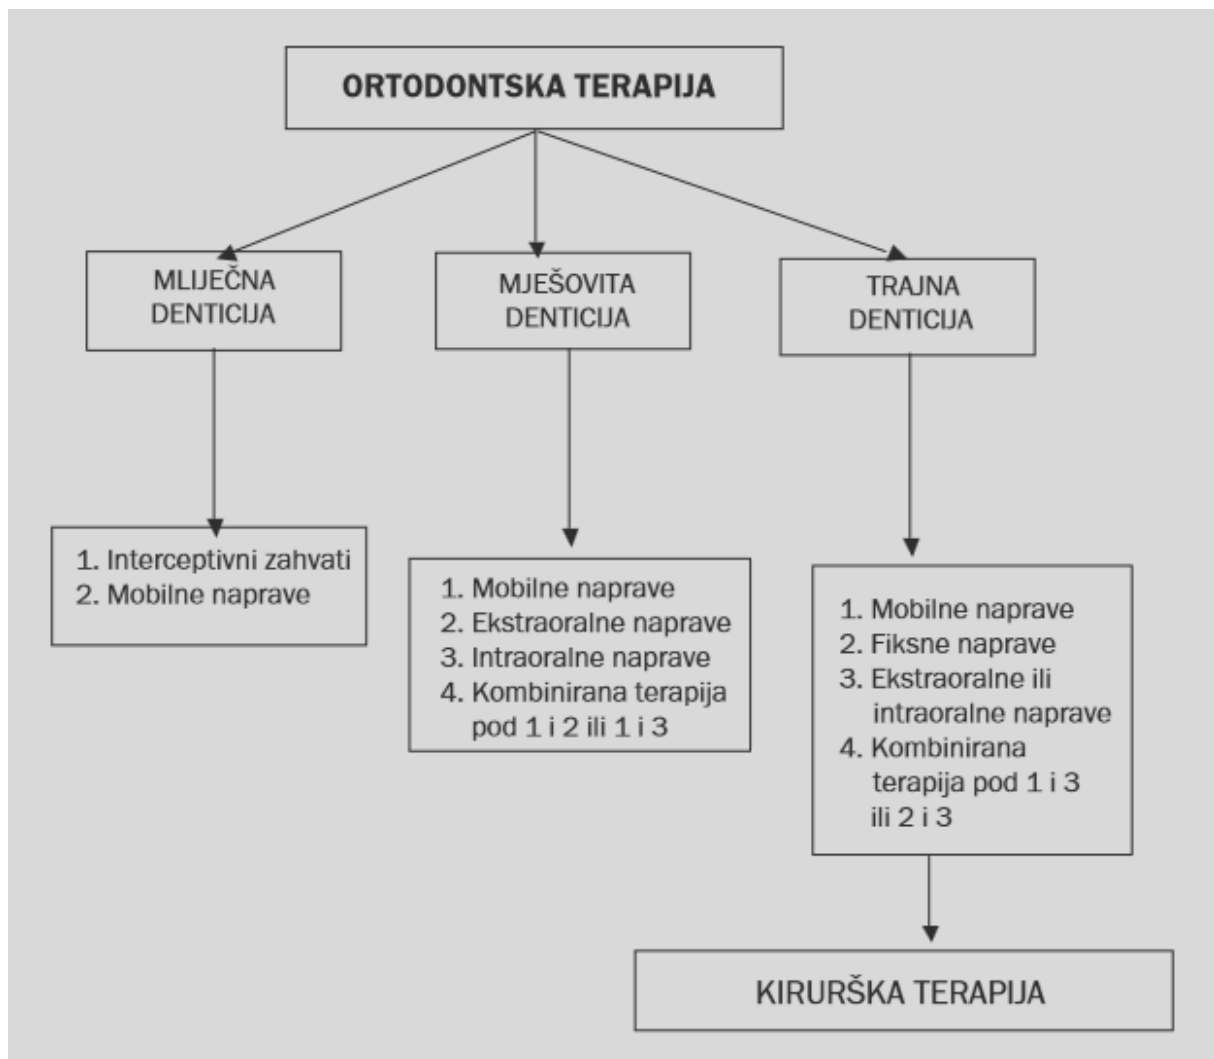 ORTODONTSKA TERAPIJA
MLIJEČNA
DENTICIJA
MJEŠOVITA
DENTICIJA
TRAJNA
DENTICIJA
1. Interceptivni zahvati
2. Mobilne naprave
1. Mobilne naprave
2. Ekstraoralne naprave
3. Intraoralne naprave
4. Kombinirana terapija
pod 1 i 2 ili 1 i 3
1. Mobilne naprave
2. Fiksne naprave
3. Ekstraoralne ili
intraoralne naprave
4. Kombinirana
terapija pod 1 i 3
ili 2 i 3
KIRURŠKA TERAPIJA